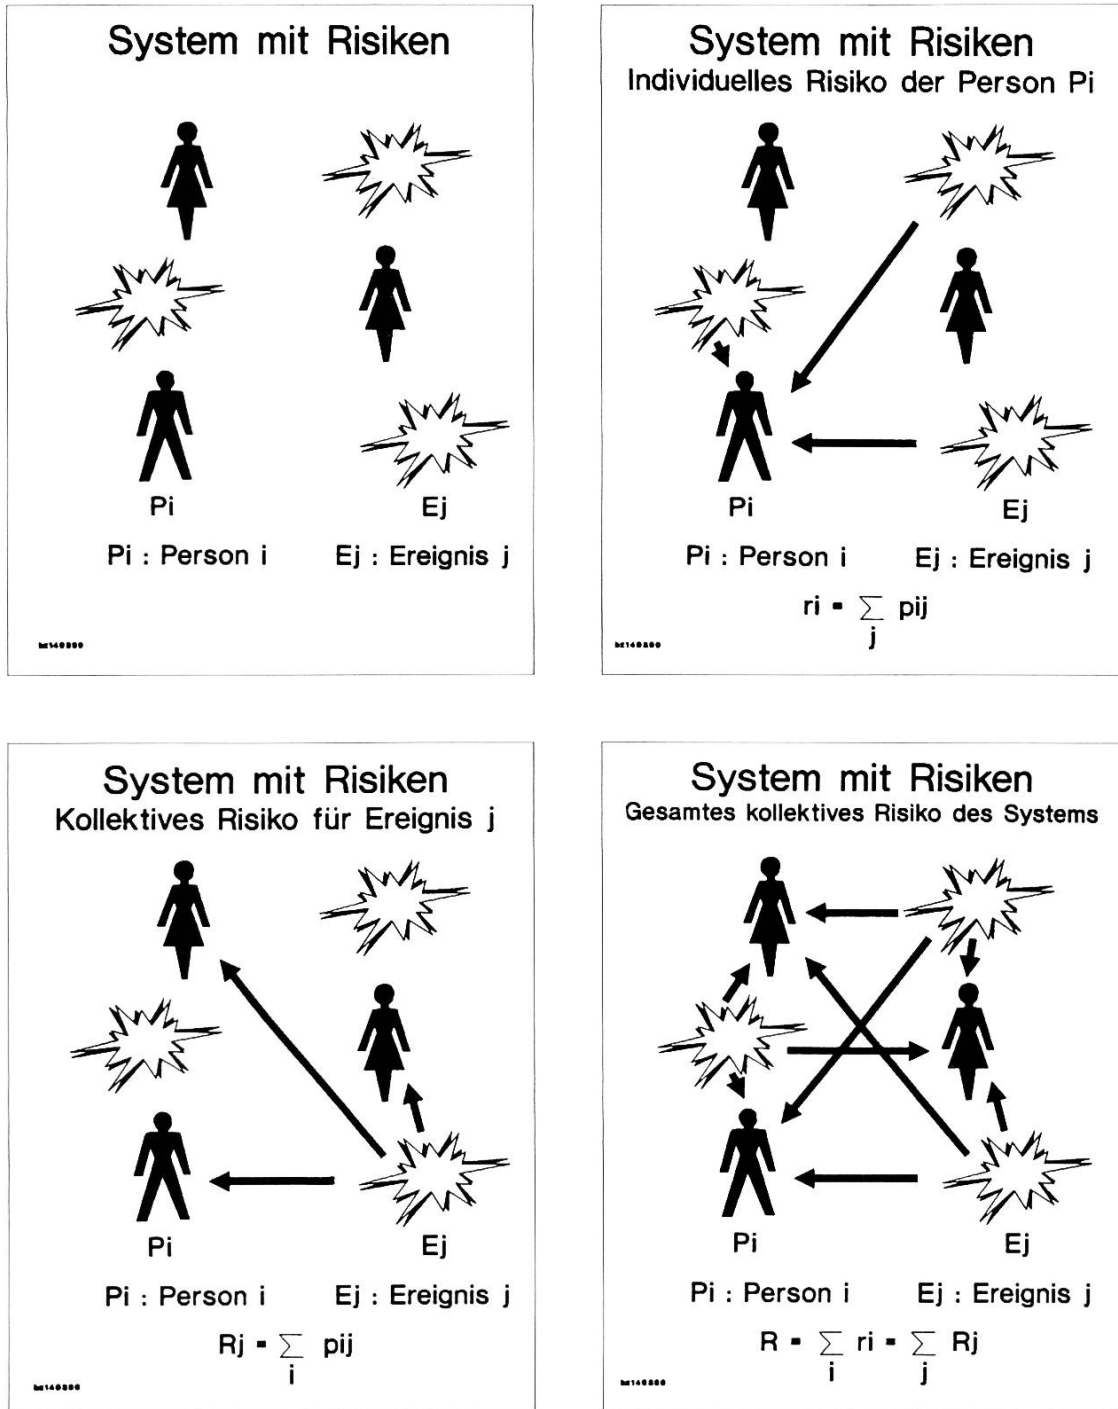 System mit Risiken
Pi
Ej
Pi : Person i
Ej : Ereignis j
System mit Risiken
Individuelles Risiko der Person Pi
Pi
Ej
Pi : Person i
Ej : Ereignis j
ri = ∑ pij
j
System mit Risiken
Kollektives Risiko für Ereignis j
Pi
Ej
Pi : Person i
Ej : Ereignis j
Rj = ∑ pij
i
System mit Risiken
Gesamtes kollektives Risiko des Systems
Pi
Ej
Pi : Person i
Ej : Ereignis j
R = ∑ ri = ∑ Rj
i j